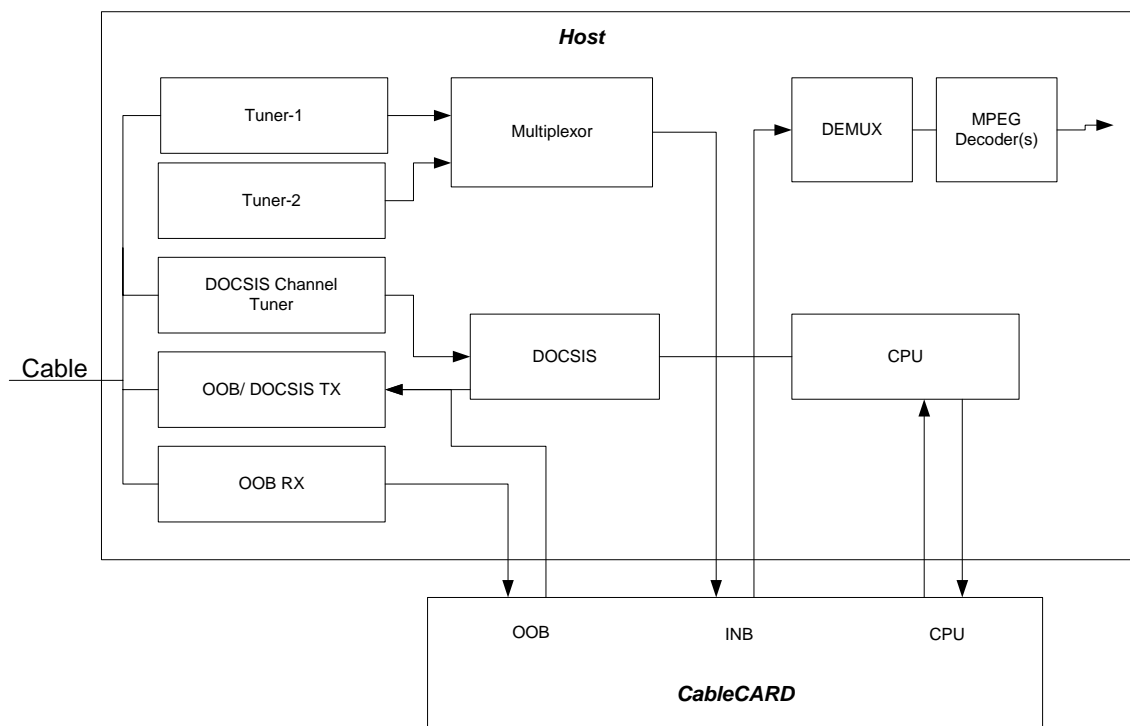 Host
Tuner-1
Multiplexor
DEMUX
MPEG
Decoder(s)
Tuner-2
DOCSIS Channel
Tuner
DOCSIS
CPU
Cable
OOB/ DOCSIS TX
OOB RX
OOB
INB
CPU
CableCARD